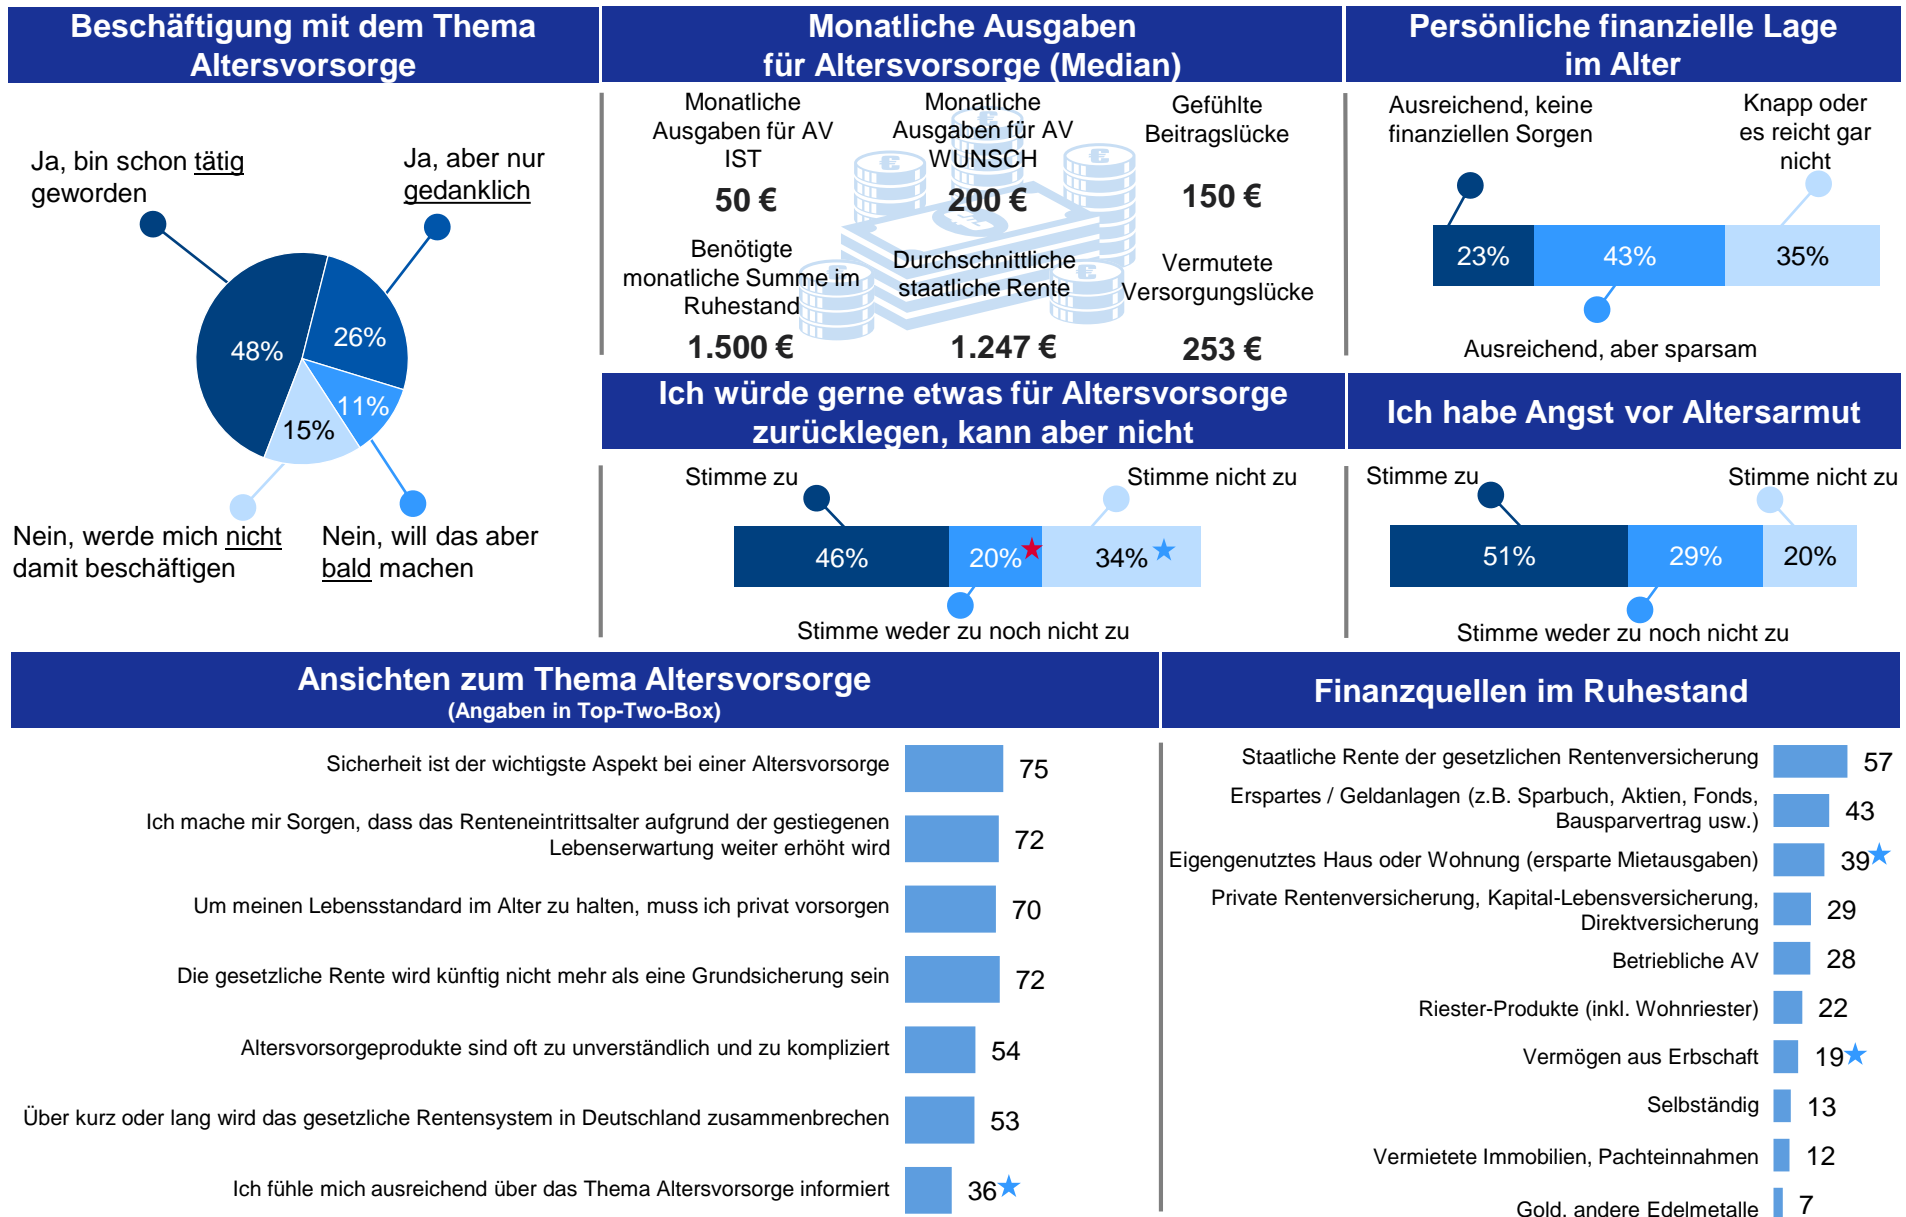 Beschäftigung mit dem Thema
Altersvorsorge
Ja, bin schon tätig
geworden
Ja, aber nur
gedanklich
48%
26%
11%
15%
Nein, werde mich nicht
damit beschäftigen
Nein, will das aber
bald machen
Monatliche Ausgaben
für Altersvorsorge (Median)
Monatliche
Ausgaben für AV
IST
50 €
Monatliche
Ausgaben für AV
WUNSCH
200 €
Gefühlte
Beitragslücke
150 €
Benötigte
monatliche Summe im
Ruhestand
1.500 €
Durchschnittliche
staatliche Rente
1.247 €
Vermutete
Versorgungslücke
253 €
Persönliche finanzielle Lage
im Alter
Ausreichend, keine
finanziellen Sorgen
Knapp oder
es reicht gar
nicht
23%
43%
35%
Ausreichend, aber sparsam
Ich würde gerne etwas für Altersvorsorge
zurücklegen, kann aber nicht
Stimme zu
Stimme nicht zu
46%
20%
34%
Stimme weder zu noch nicht zu
Ich habe Angst vor Altersarmut
Stimme zu
Stimme nicht zu
51%
29%
20%
Stimme weder zu noch nicht zu
Ansichten zum Thema Altersvorsorge
(Angaben in Top-Two-Box)
Sicherheit ist der wichtigste Aspekt bei einer Altersvorsorge
75
Ich mache mir Sorgen, dass das Renteneintrittsalter aufgrund der gestiegenen
Lebenserwartung weiter erhöht wird
72
Um meinen Lebensstandard im Alter zu halten, muss ich privat vorsorgen
70
Die gesetzliche Rente wird künftig nicht mehr als eine Grundsicherung sein
72
Altersvorsorgeprodukte sind oft zu unverständlich und zu kompliziert
54
Über kurz oder lang wird das gesetzliche Rentensystem in Deutschland zusammenbrechen
53
Ich fühle mich ausreichend über das Thema Altersvorsorge informiert
36
Finanzquellen im Ruhestand
Staatliche Rente der gesetzlichen Rentenversicherung
57
Erspartes / Geldanlagen (z.B. Sparbuch, Aktien, Fonds,
Bausparvertrag usw.)
43
Eigengenutztes Haus oder Wohnung (ersparte Mietausgaben)
39
Private Rentenversicherung, Kapital-Lebensversicherung,
Direktversicherung
29
Betriebliche AV
28
Riester-Produkte (inkl. Wohnriester)
22
Vermögen aus Erbschaft
19
Selbständig
13
Vermietete Immobilien, Pachteinnahmen
12
Gold, andere Edelmetalle
7